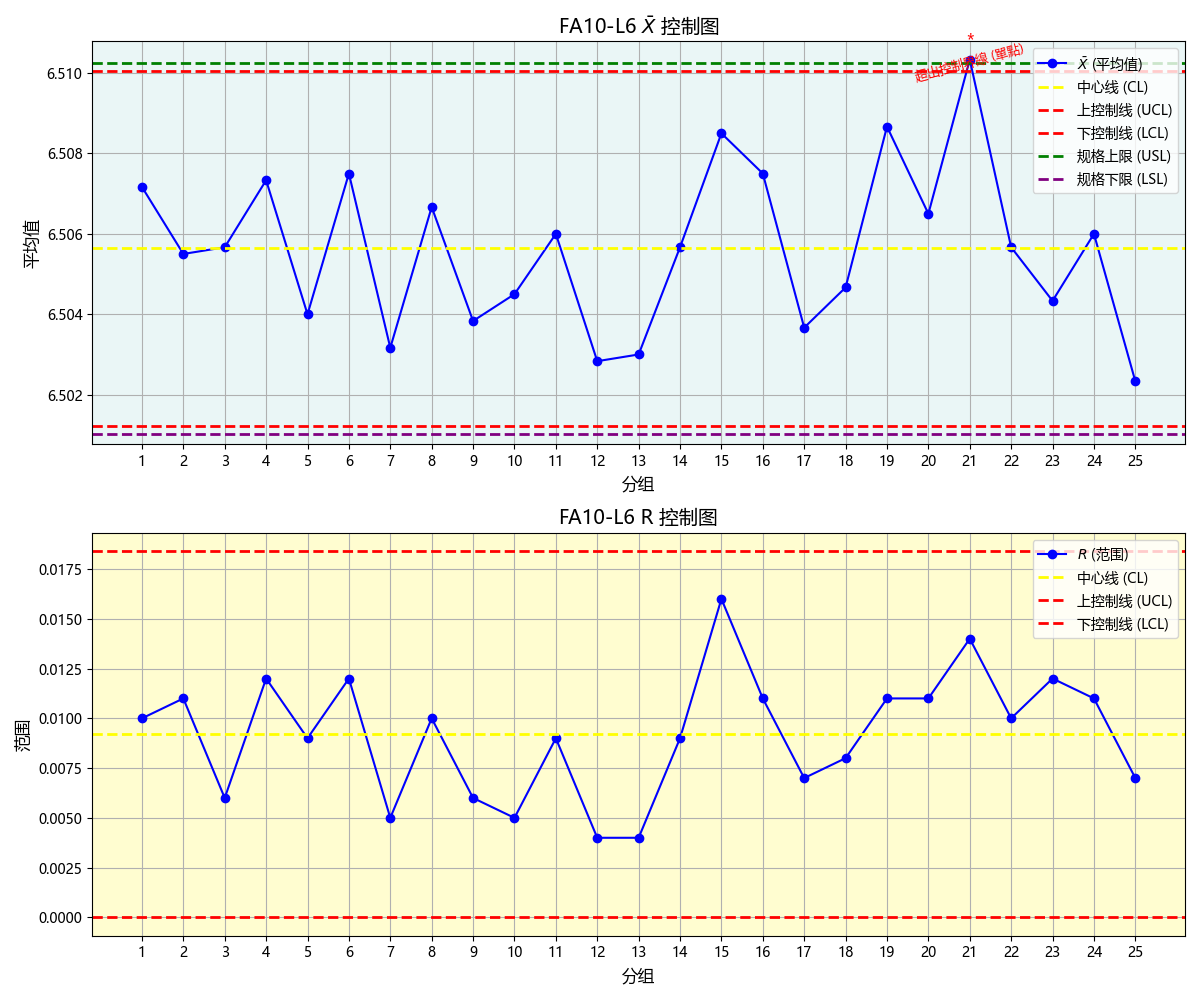 FA10-L6 X̄ 控制图
*
超出控制界線 (單點)
X̄ (平均值)
中心线 (CL)
上控制线 (UCL)
下控制线 (LCL)
规格上限 (USL)
规格下限 (LSL)
平均值
6.510
6.508
6.506
6.504
6.502
1 2 3 4 5 6 7 8 9 10 11 12 13 14 15 16 17 18 19 20 21 22 23 24 25
分组
FA10-L6 R 控制图
R (范围)
中心线 (CL)
上控制线 (UCL)
下控制线 (LCL)
范围
0.0175
0.0150
0.0125
0.0100
0.0075
0.0050
0.0025
0.0000
1 2 3 4 5 6 7 8 9 10 11 12 13 14 15 16 17 18 19 20 21 22 23 24 25
分组